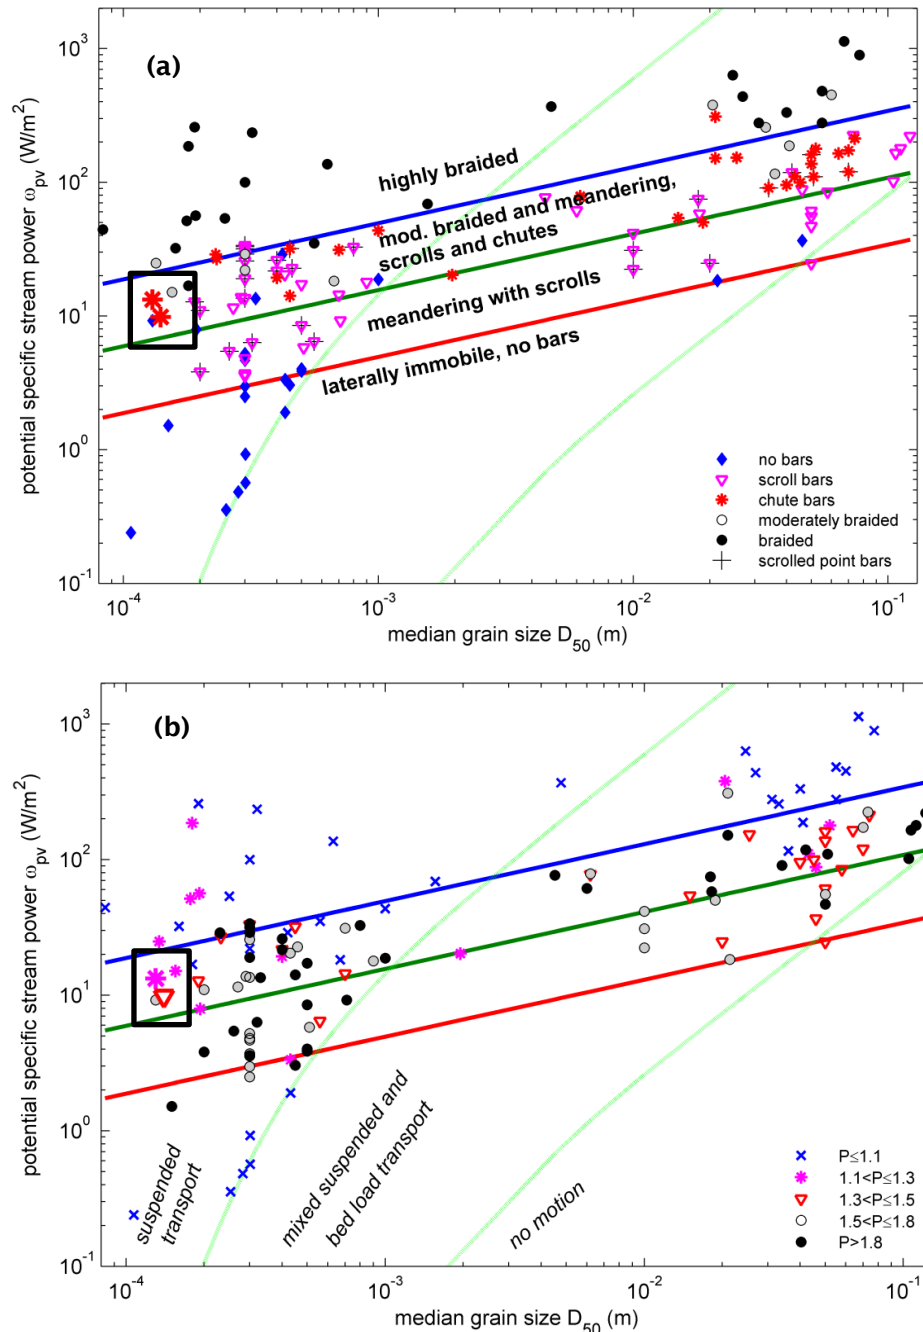 (a)
potential specific stream power ωpv (W/m²)
10³
10²
10¹
10⁰
10⁻¹
highly braided
mod. braided and meandering,
scrolls and chutes
meandering with scrolls
laterally immobile, no bars
no bars
scroll bars
chute bars
moderately braided
braided
scrolled point bars
10⁻⁴
10⁻³
10⁻²
10⁻¹
median grain size D₅₀ (m)
(b)
potential specific stream power ωpv (W/m²)
10³
10²
10¹
10⁰
10⁻¹
suspended
transport
mixed suspended and
bed load transport
no motion
P≤1.1
1.1<P≤1.3
1.3<P≤1.5
1.5<P≤1.8
P>1.8
10⁻⁴
10⁻³
10⁻²
10⁻¹
median grain size D₅₀ (m)